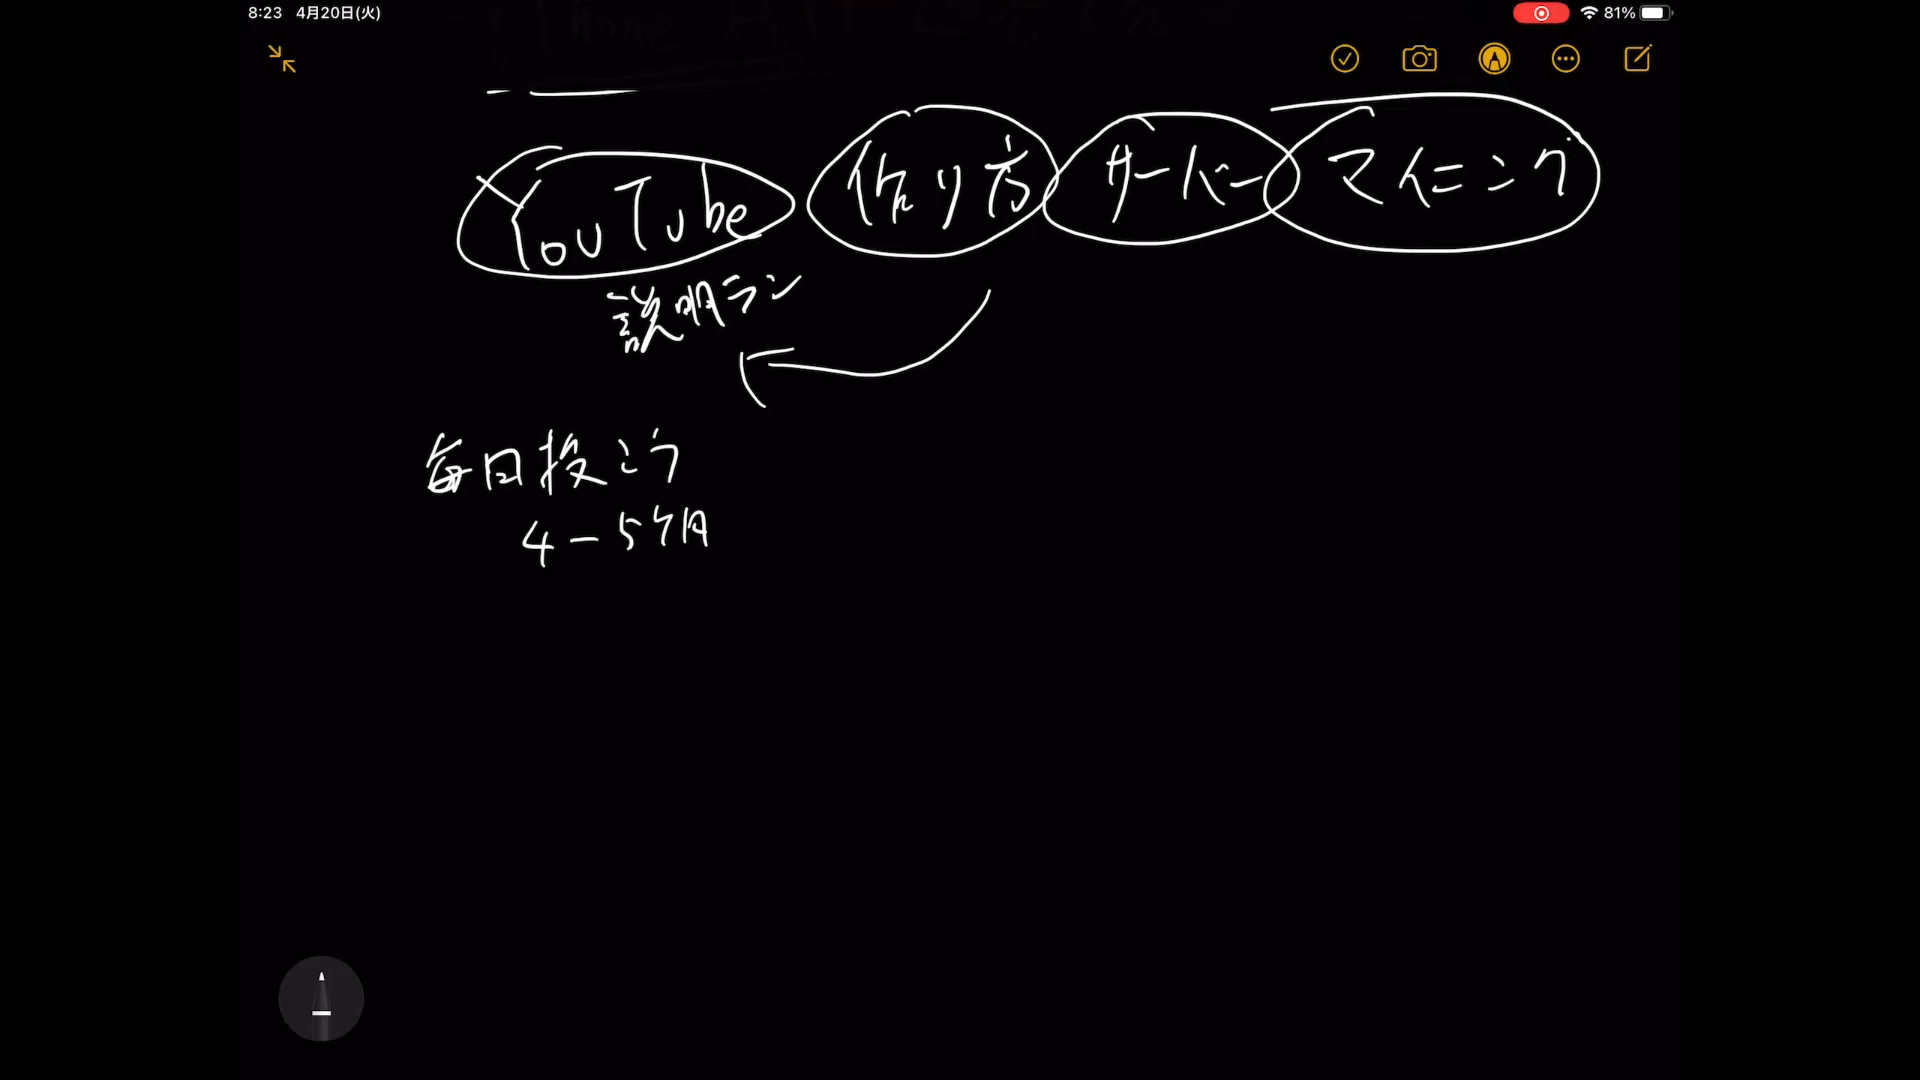 8:23 4月20日(火) 81%
YouTube 作り方 サーバー マイニング
説明ラン
毎日投こう
4-5ケ月